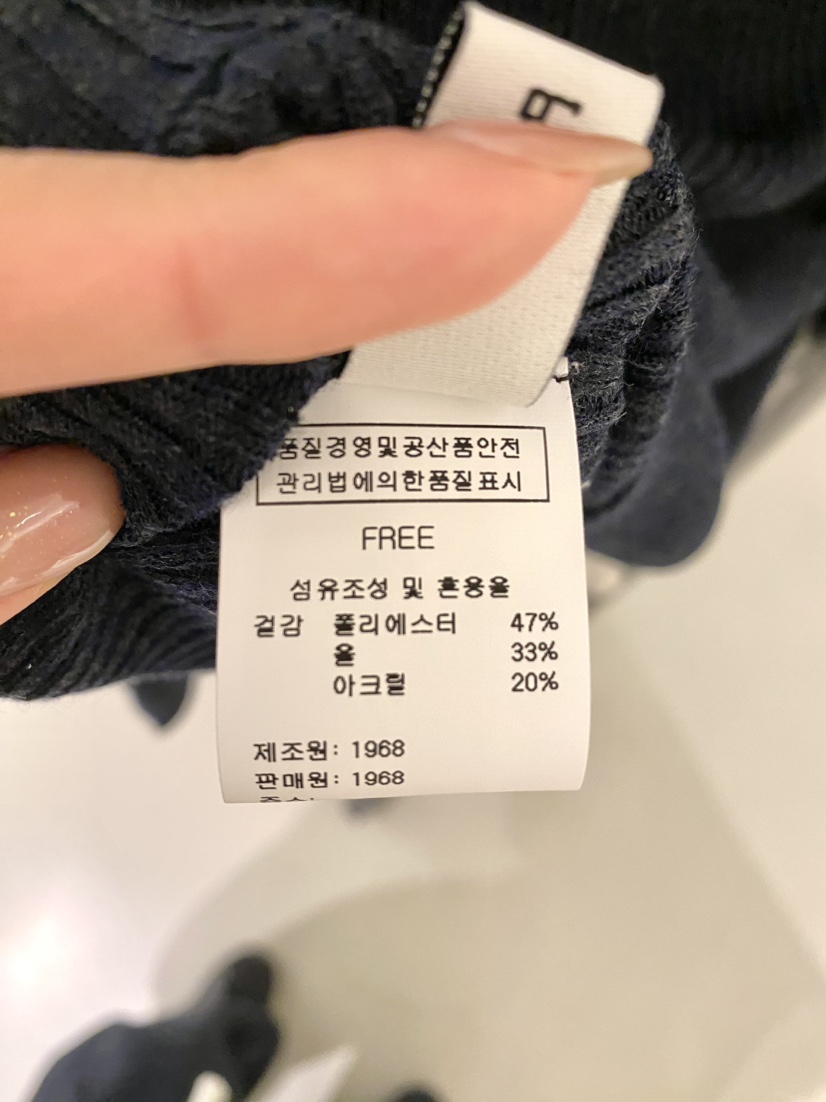 품질경영및공산품안전
관리법에의한품질표시
FREE
섬유조성 및 혼용율
겉감 폴리에스터 47%
울 33%
아크릴 20%
제조원: 1968
판매원: 1968